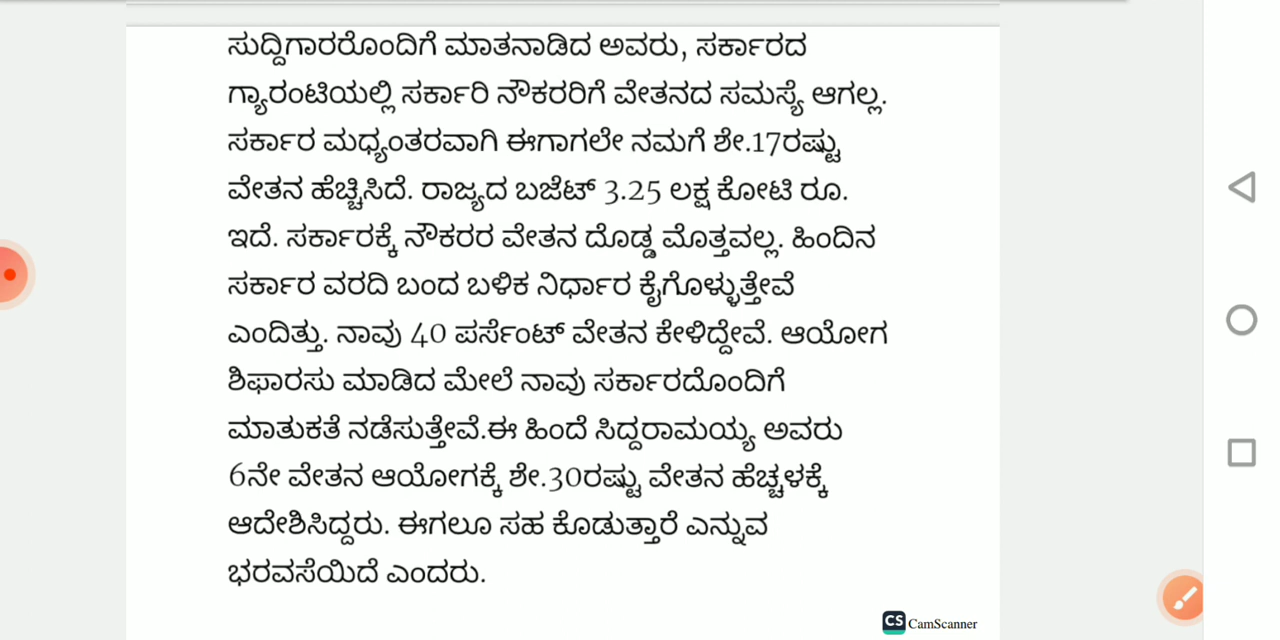 ಸುದ್ದಿಗಾರರೊಂದಿಗೆ ಮಾತನಾಡಿದ ಅವರು, ಸರ್ಕಾರದ
ಗ್ಯಾರಂಟಿಯಲ್ಲಿ ಸರ್ಕಾರಿ ನೌಕರರಿಗೆ ವೇತನದ ಸಮಸ್ಯೆ ಆಗಲ್ಲ.
ಸರ್ಕಾರ ಮಧ್ಯಂತರವಾಗಿ ಈಗಾಗಲೇ ನಮಗೆ ಶೇ.17ರಷ್ಟು
ವೇತನ ಹೆಚ್ಚಿಸಿದೆ. ರಾಜ್ಯದ ಬಜೆಟ್ 3.25 ಲಕ್ಷ ಕೋಟಿ ರೂ.
ಇದೆ. ಸರ್ಕಾರಕ್ಕೆ ನೌಕರರ ವೇತನ ದೊಡ್ಡ ಮೊತ್ತವಲ್ಲ. ಹಿಂದಿನ
ಸರ್ಕಾರ ವರದಿ ಬಂದ ಬಳಿಕ ನಿರ್ಧಾರ ಕೈಗೊಳ್ಳುತ್ತೇವೆ
ಎಂದಿತ್ತು. ನಾವು 40 ಪರ್ಸೆಂಟ್ ವೇತನ ಕೇಳಿದ್ದೇವೆ. ಆಯೋಗ
ಶಿಫಾರಸು ಮಾಡಿದ ಮೇಲೆ ನಾವು ಸರ್ಕಾರದೊಂದಿಗೆ
ಮಾತುಕತೆ ನಡೆಸುತ್ತೇವೆ.ಈ ಹಿಂದೆ ಸಿದ್ದರಾಮಯ್ಯ ಅವರು
6ನೇ ವೇತನ ಆಯೋಗಕ್ಕೆ ಶೇ.30ರಷ್ಟು ವೇತನ ಹೆಚ್ಚಳಕ್ಕೆ
ಆದೇಶಿಸಿದ್ದರು. ಈಗಲೂ ಸಹ ಕೊಡುತ್ತಾರೆ ಎನ್ನುವ
ಭರವಸೆಯಿದೆ ಎಂದರು.
CS CamScanner